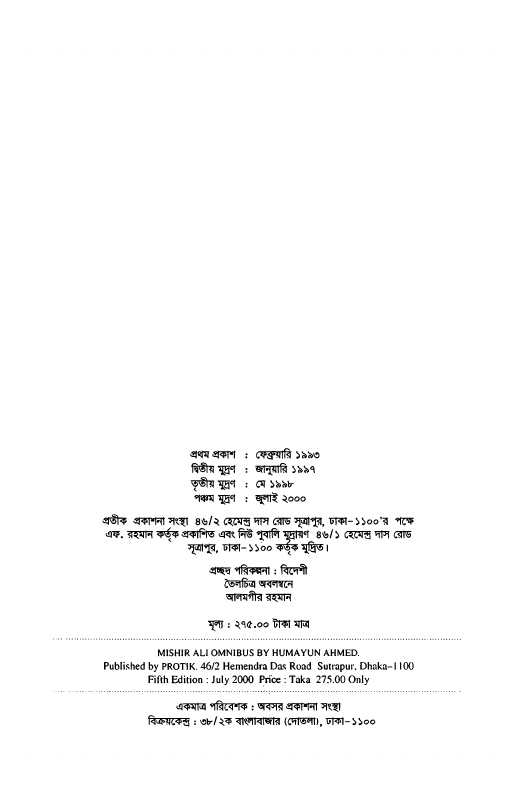 প্রথম প্রকাশ : ফেব্রুয়ারি ১৯৯৩
দ্বিতীয় মুদ্রণ : জানুয়ারি ১৯৯৭
তৃতীয় মুদ্রণ : মে ১৯৯৮
পঞ্চম মুদ্রণ : জুলাই ২০০০
প্রতীক প্রকাশনা সংস্থা ৪৬/২ হেমেন্দ্র দাস রোড সূত্রাপুর, ঢাকা-১১০০'র পক্ষে
এফ. রহমান কর্তৃক প্রকাশিত এবং নিউ পুবালি মুদ্রায়ণ ৪৬/১ হেমেন্দ্র দাস রোড
সূত্রাপুর, ঢাকা-১১০০ কর্তৃক মুদ্রিত।
প্রচ্ছদ পরিকল্পনা : বিদেশী
তৈলচিত্র অবলম্বনে
আলমগীর রহমান
মূল্য : ২৭৫.০০ টাকা মাত্র
MISHIR ALI OMNIBUS BY HUMAYUN AHMED.
Published by PROTIK. 46/2 Hemendra Das Road Sutrapur. Dhaka-1100
Fifth Edition : July 2000 Price : Taka 275.00 Only
একমাত্র পরিবেশক : অবসর প্রকাশনা সংস্থা
বিক্রয়কেন্দ্র : ৩৮/২ক বাংলাবাজার (দোতলা), ঢাকা-১১০০